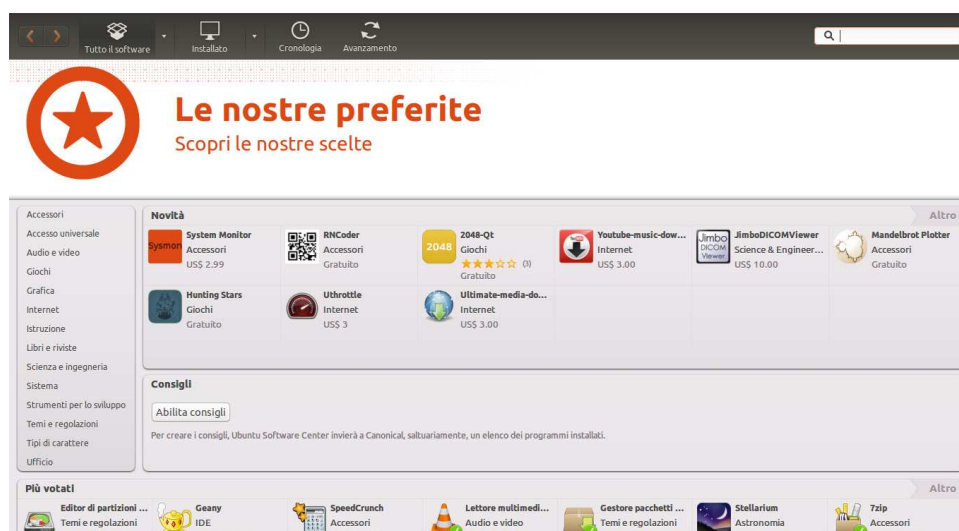 Tutto il software
Installato
Cronologia
Avanzamento
Le nostre preferite
Scopri le nostre scelte
Accessori
Accesso universale
Audio e video
Giochi
Grafica
Internet
Istruzione
Libri e riviste
Scienza e ingegneria
Sistema
Strumenti per lo sviluppo
Temi e regolazioni
Tipi di carattere
Ufficio
Novità
Altro
Sysmon
System Monitor
Accessori
US$ 2.99
RNCoder
Accessori
Gratuito
2048
2048-Qt
Giochi
(3)
Gratuito
Youtube-music-dow...
Internet
US$ 3.00
Jimbo
DICOM
Viewer
JimboDICOMViewer
Science & Engineer...
US$ 10.00
Mandelbrot Plotter
Accessori
Gratuito
Hunting Stars
Giochi
Gratuito
Uthrottle
Internet
US$ 3
Ultimate-media-do...
Internet
US$ 3.00
Consigli
Abilita consigli
Per creare i consigli, Ubuntu Software Center invierà a Canonical, saltuariamente, un elenco dei programmi installati.
Più votati
Altro
Editor di partizioni ...
Temi e regolazioni
Geany
IDE
SpeedCrunch
Accessori
Lettore multimedi...
Audio e video
Gestore pacchetti ...
Temi e regolazioni
Stellarium
Astronomia
7zip
Accessori